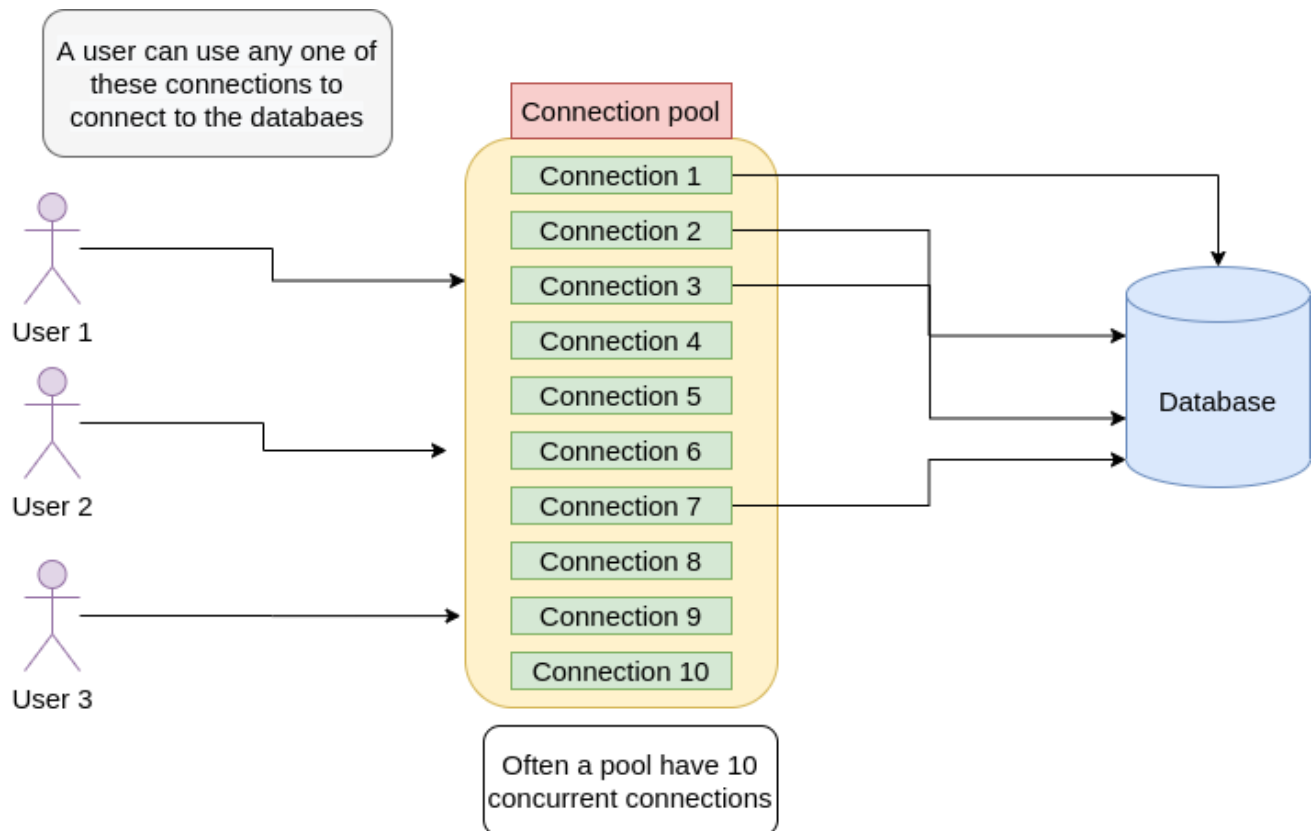 A user can use any one of
these connections to
connect to the databaes
Connection pool
Connection 1
Connection 2
Connection 3
Connection 4
Connection 5
Connection 6
Connection 7
Connection 8
Connection 9
Connection 10
User 1
User 2
User 3
Database
Often a pool have 10
concurrent connections